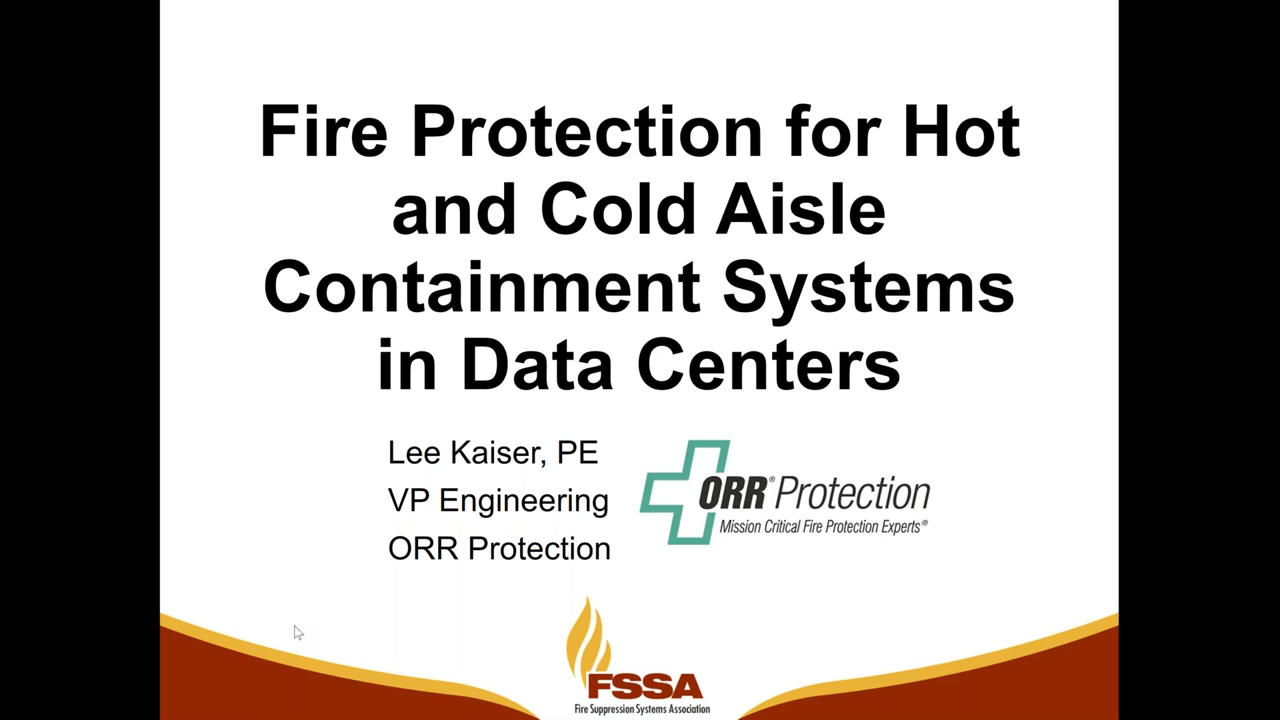 Fire Protection for Hot
and Cold Aisle
Containment Systems
in Data Centers
Lee Kaiser, PE
VP Engineering
ORR Protection
ORR® Protection
Mission Critical Fire Protection Experts®
FSSA
Fire Suppression Systems Association